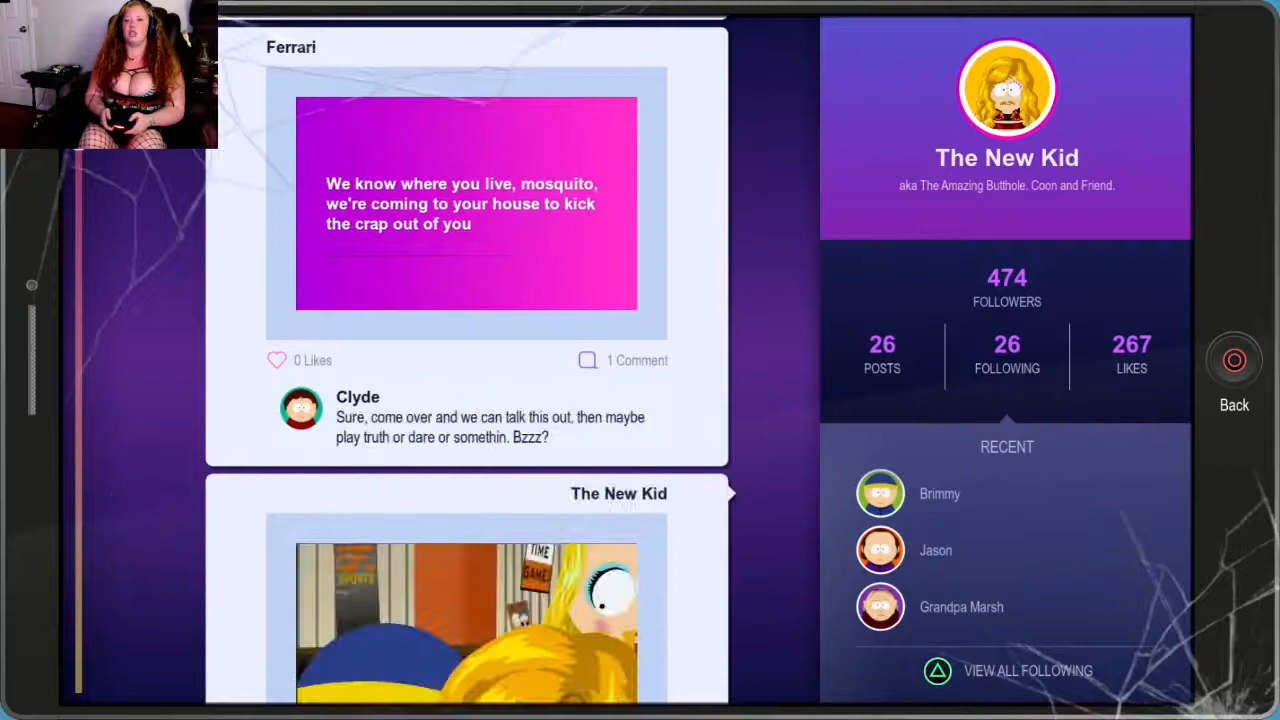 Ferrari
We know where you live, mosquito,
we're coming to your house to kick
the crap out of you
0 Likes
1 Comment
Clyde
Sure, come over and we can talk this out, then maybe
play truth or dare or somethin. Bzzz?
The New Kid
SPORTS
TIME
GAME
The New Kid
aka The Amazing Butthole. Coon and Friend.
474
FOLLOWERS
26
POSTS
26
FOLLOWING
267
LIKES
RECENT
Brimmy
Jason
Grandpa Marsh
VIEW ALL FOLLOWING
Back